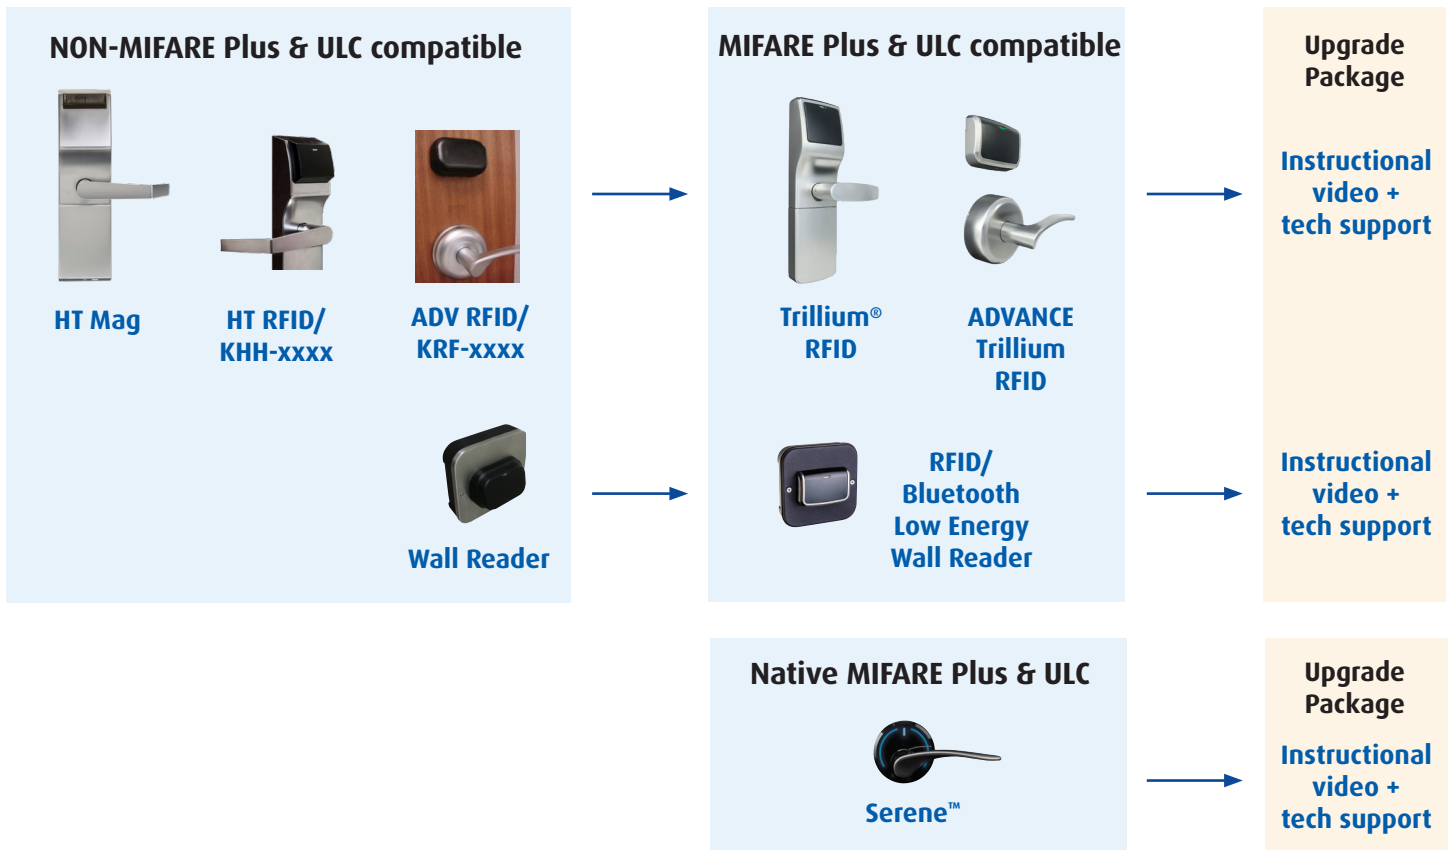 NON-MIFARE Plus & ULC compatible
HT Mag
HT RFID/
KHH-xxxx
ADV RFID/
KRF-xxxx
Wall Reader
MIFARE Plus & ULC compatible
Trillium®
RFID
ADVANCE
Trillium
RFID
RFID/
Bluetooth
Low Energy
Wall Reader
Upgrade
Package
Instructional
video +
tech support
Instructional
video +
tech support
Native MIFARE Plus & ULC
Serene™
Upgrade
Package
Instructional
video +
tech support